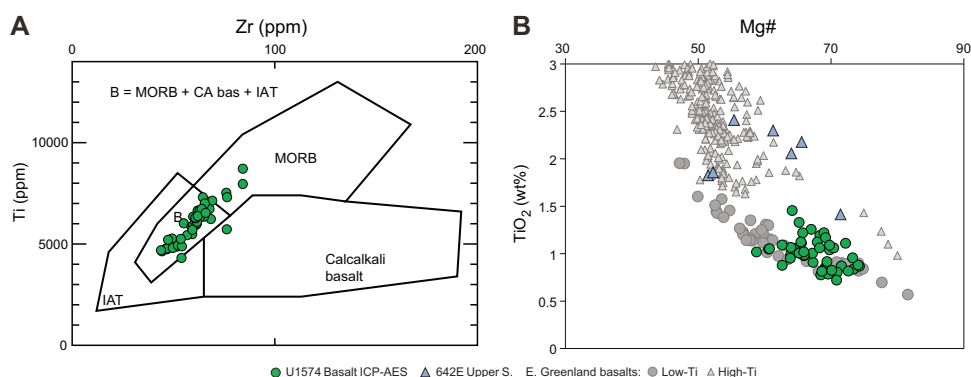 A
Zr (ppm)
0 100 200
B = MORB + CA bas + IAT
MORB
B
Calcalkali
basalt
IAT
Ti (ppm)
10000
5000
0
B
Mg#
30 50 70 90
TiO2 (wt%)
3
2.5
2
1.5
1
0.5
0
U1574 Basalt ICP-AES 642E Upper S. E. Greenland basalts: Low-Ti High-Ti